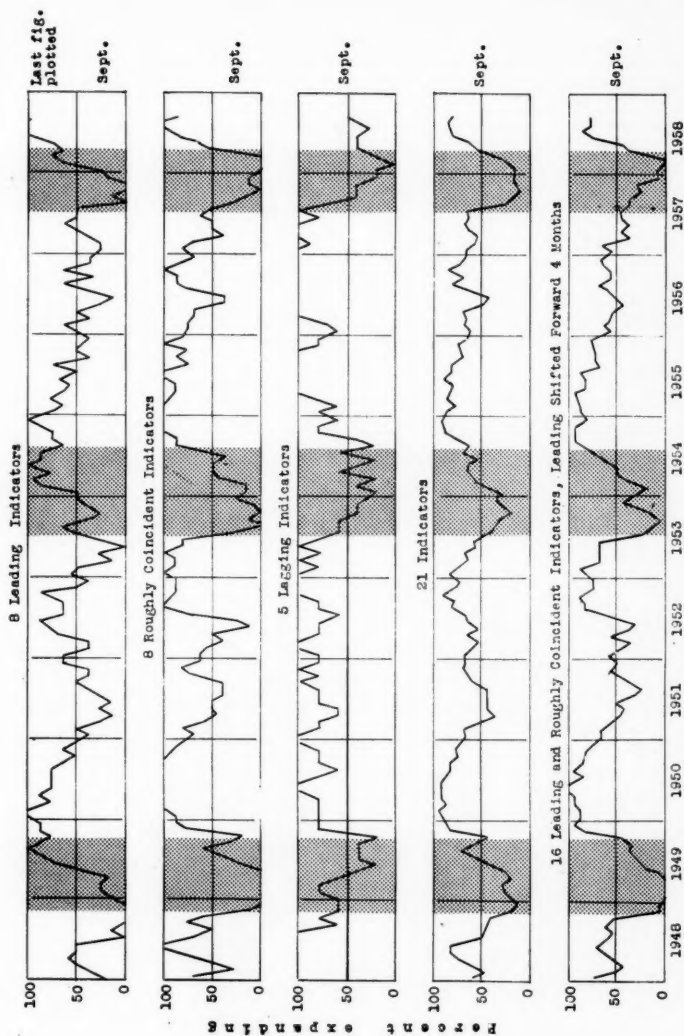 8 Leading Indicators
Last fig.
plotted
100
50
0
Sept.
8 Roughly Coincident Indicators
100
50
0
Sept.
5 Lagging Indicators
100
50
0
Sept.
21 Indicators
100
50
0
Sept.
16 Leading and Roughly Coincident Indicators, Leading Shifted Forward 4 Months
100
50
0
Sept.
Percent expanding
1948 1949 1950 1951 1952 1953 1954 1955 1956 1957 1958